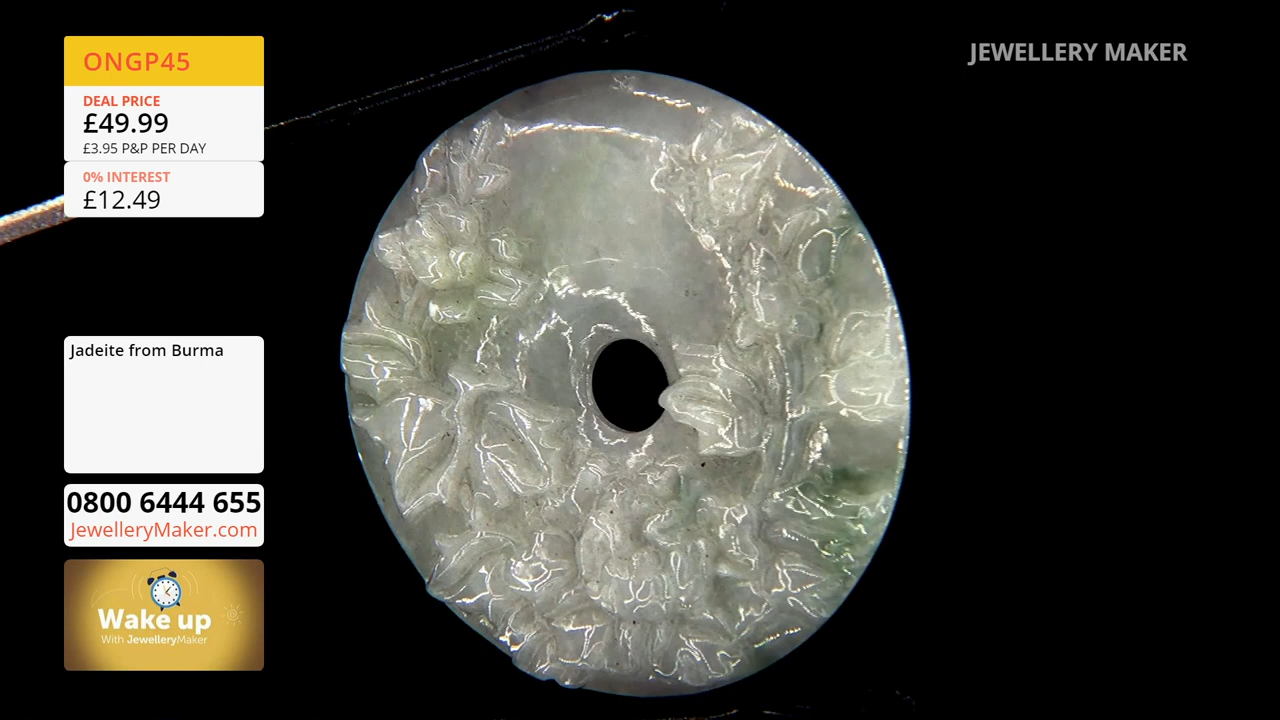 ONGP45
DEAL PRICE
£49.99
£3.95 P&P PER DAY
0% INTEREST
£12.49
JEWELLERY MAKER
Jadeite from Burma
0800 6444 655
JewelleryMaker.com
Wake up
With JewelleryMaker